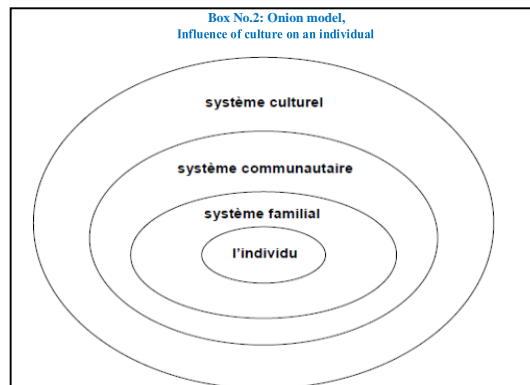 Box No.2: Onion model,
Influence of culture on an individual
système culturel
système communautaire
système familial
l'individu